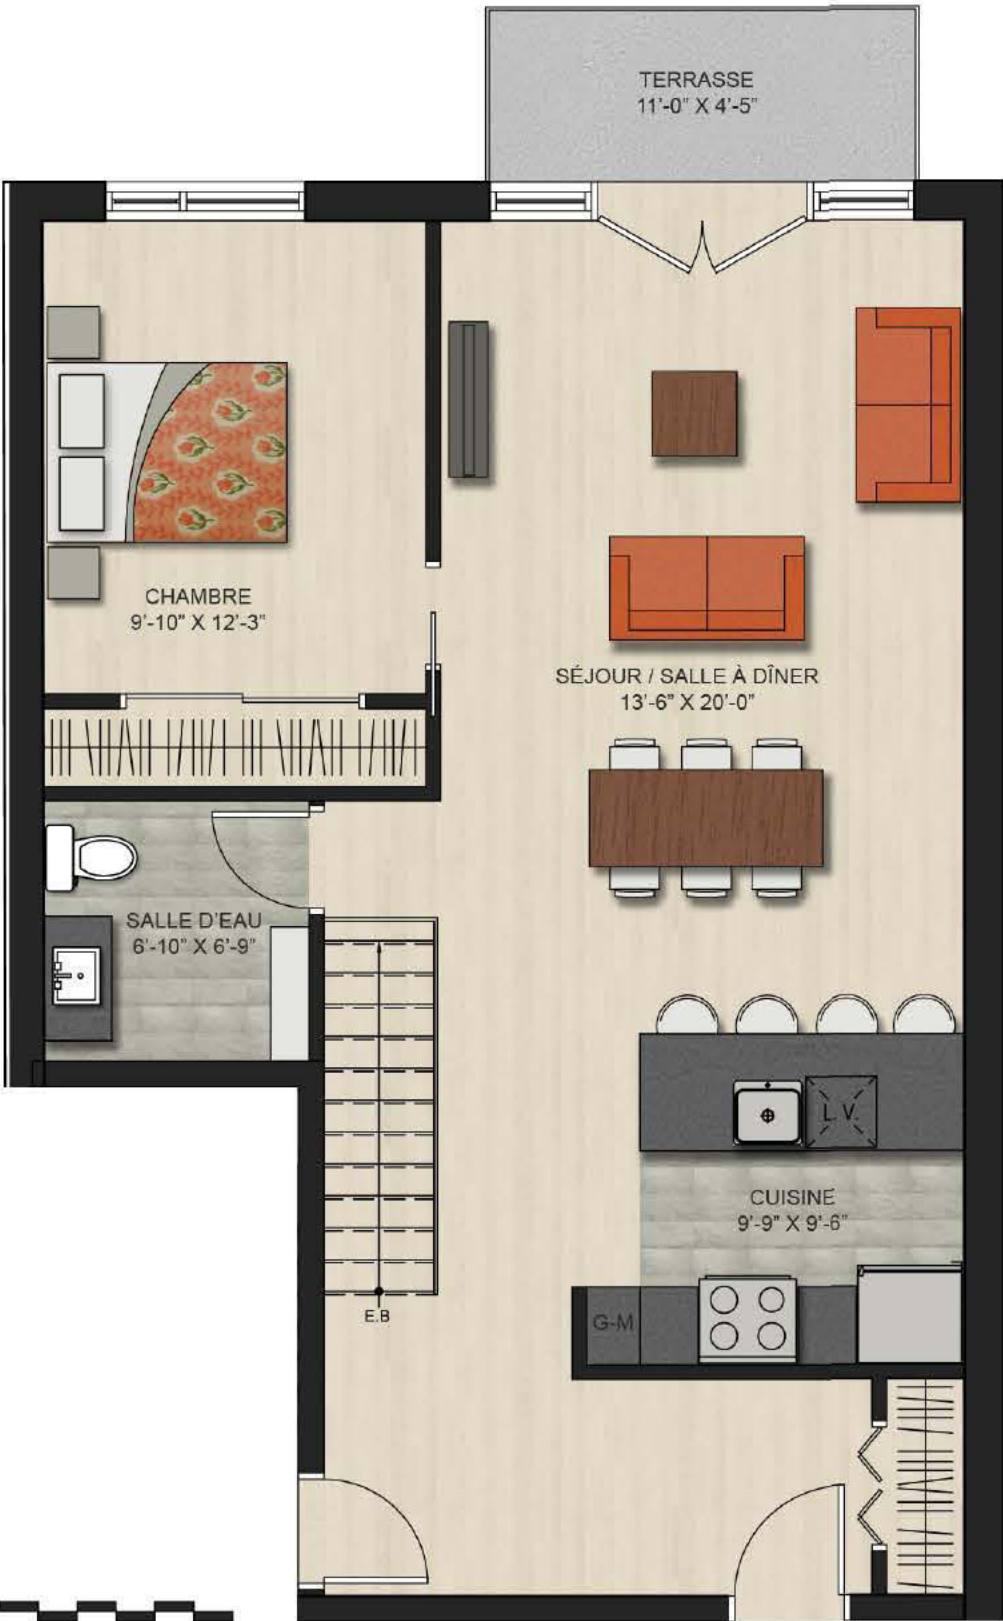 TERRASSE
11'-0" X 4'-5"
CHAMBRE
9'-10" X 12'-3"
SÉJOUR / SALLE À DÎNER
13'-6" X 20'-0"
SALLE D'EAU
6'-10" X 6'-9"
L.V.
CUISINE
9'-9" X 9'-6"
G-M
E.B